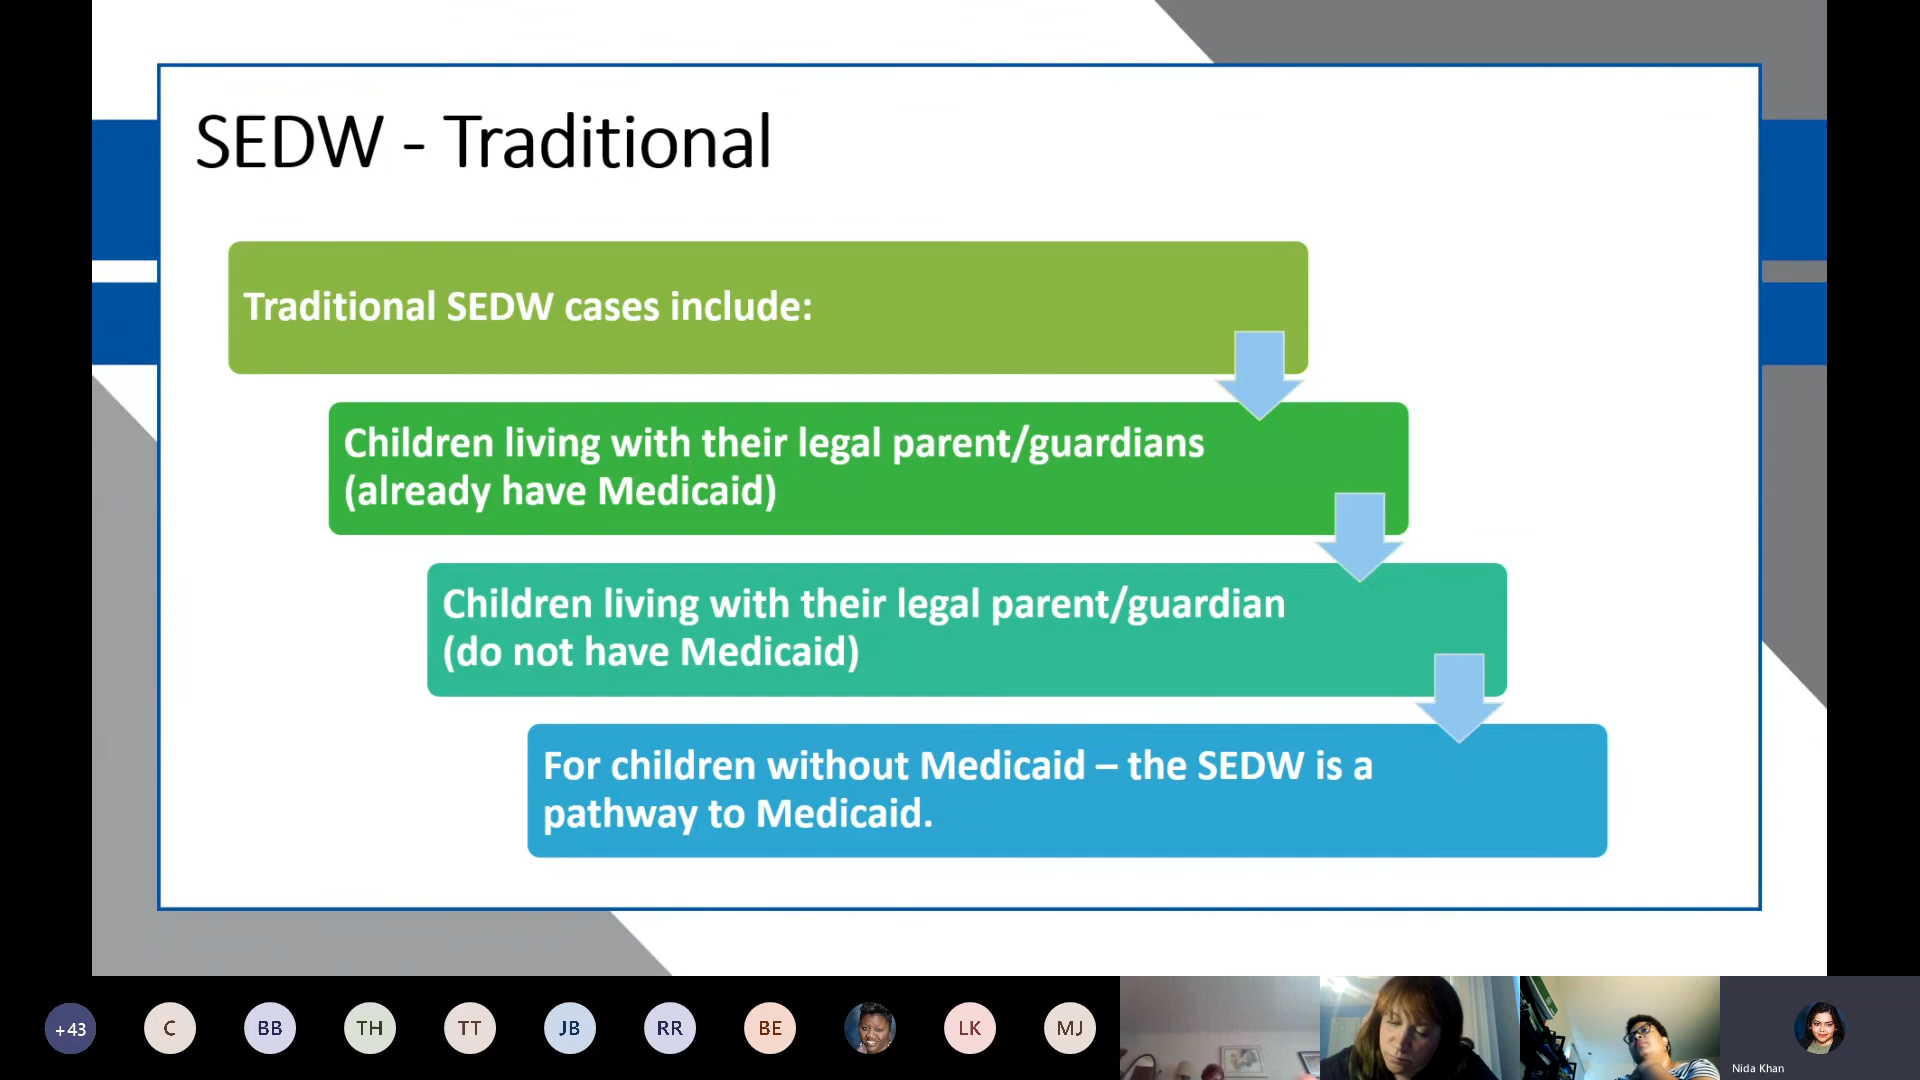 SEDW - Traditional
Traditional SEDW cases include:
Children living with their legal parent/guardians
(already have Medicaid)
Children living with their legal parent/guardian
(do not have Medicaid)
For children without Medicaid – the SEDW is a
pathway to Medicaid.
+43
C
BB
TH
TT
JB
RR
BE
LK
MJ
Nida Khan